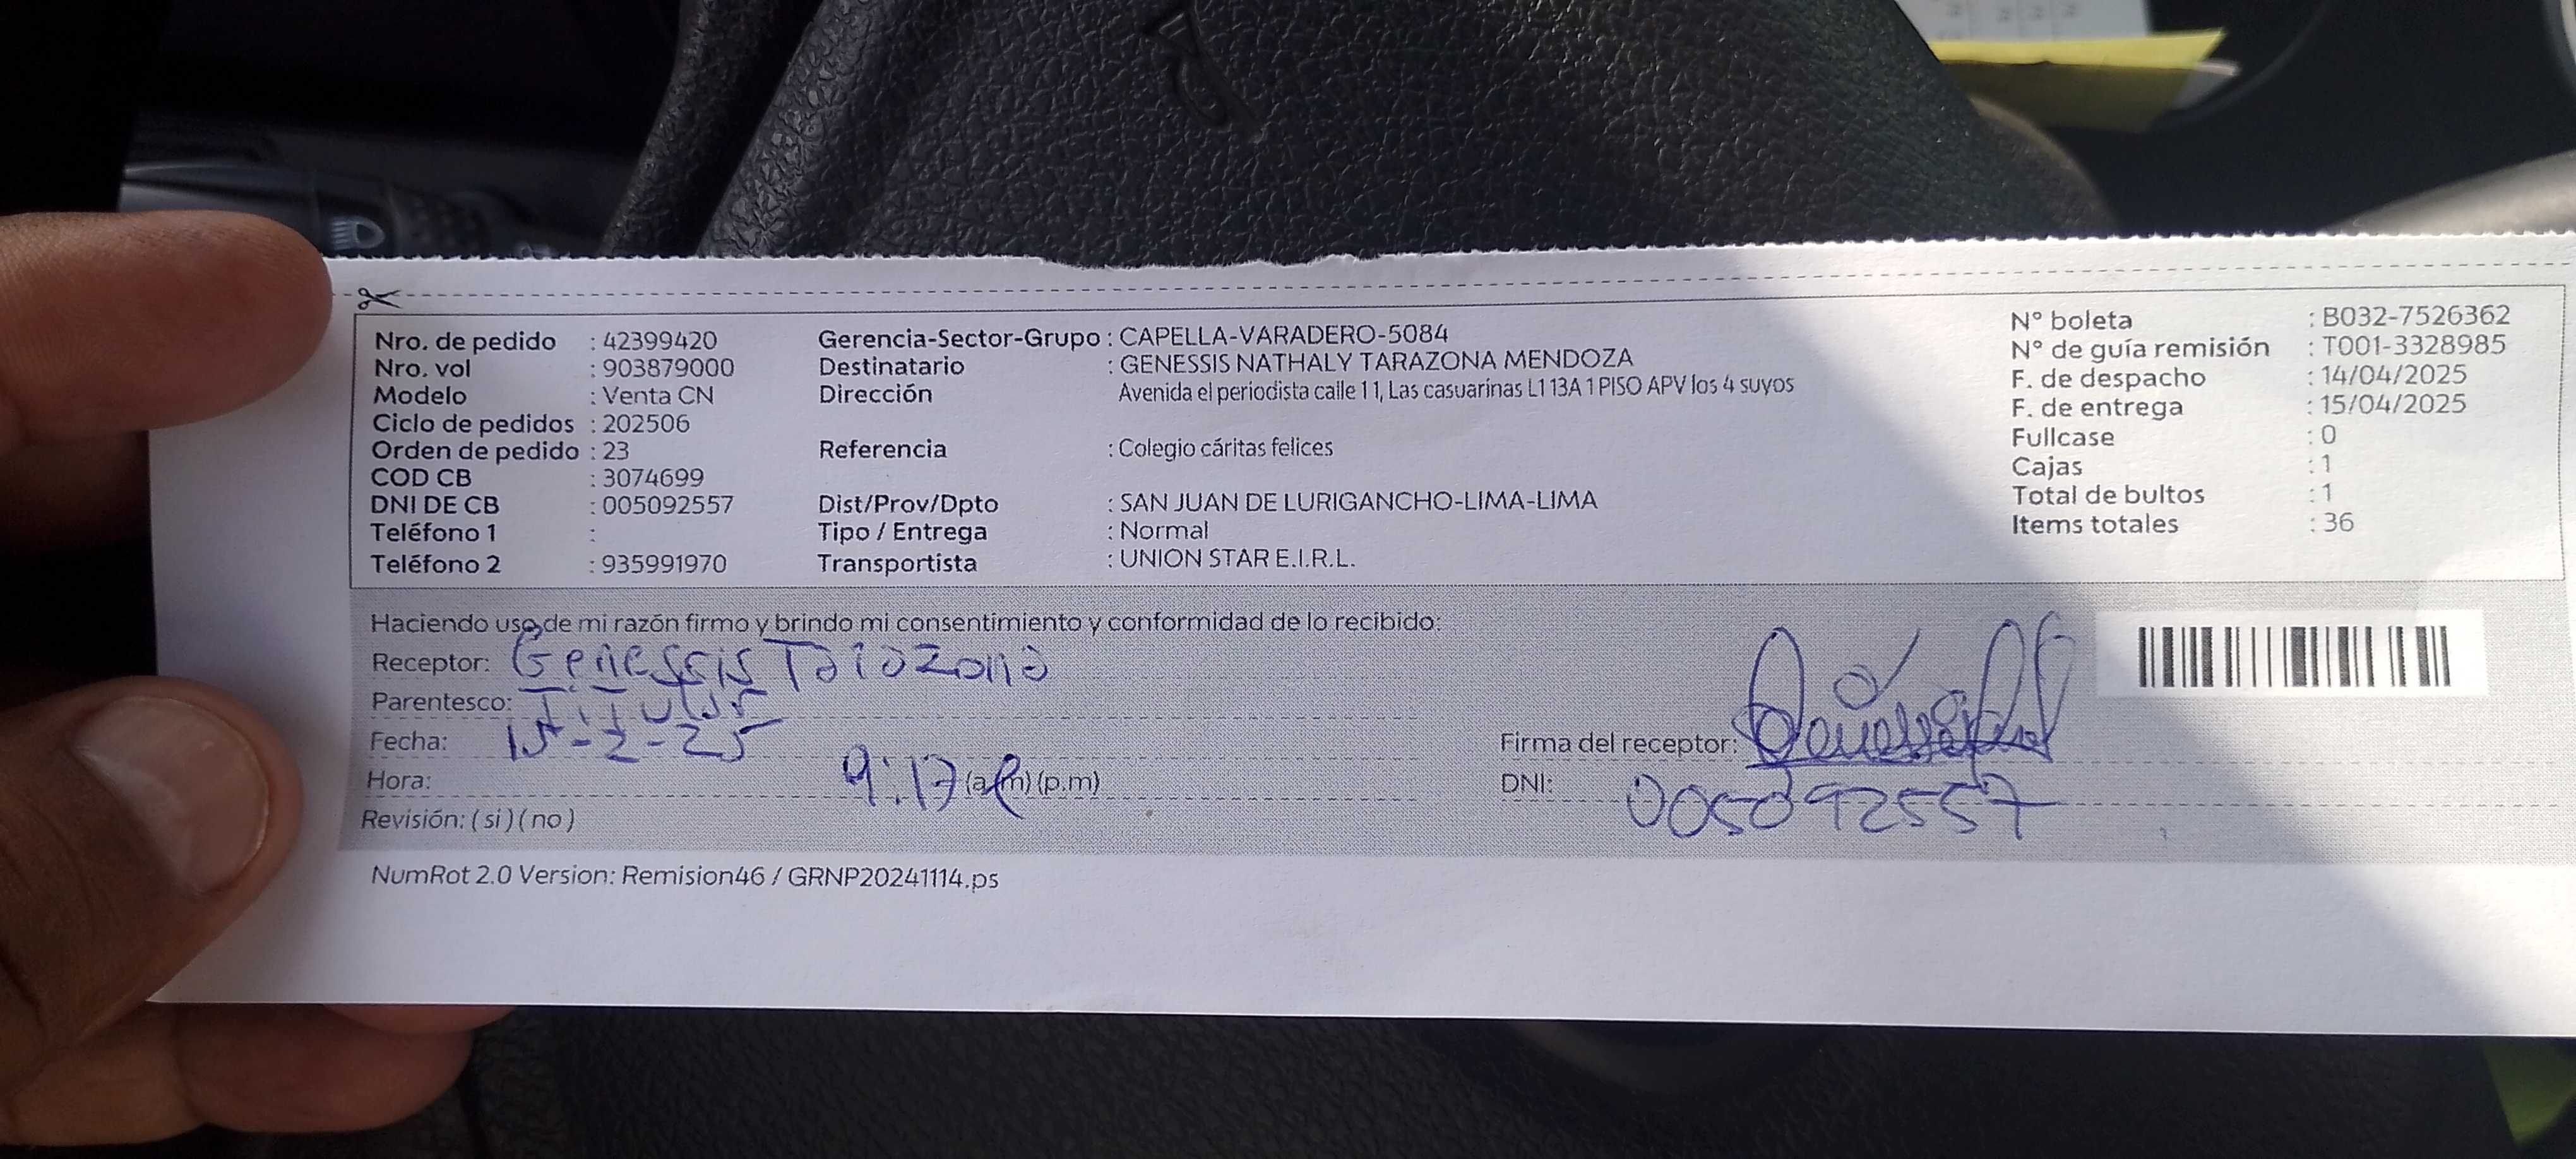 Nro. de pedido : 42399420
Nro. vol : 903879000
Modelo : Venta CN
Ciclo de pedidos : 202506
Orden de pedido : 23
COD CB : 3074699
DNI DE CB : 005092557
Teléfono 1 :
Teléfono 2 : 935991970
Gerencia-Sector-Grupo : CAPELLA-VARADERO-5084
Destinatario : GENESSIS NATHALY TARAZONA MENDOZA
Dirección Avenida el periodista calle 11, Las casuarinas L1 13A 1 PISO APV los 4 suyos
Referencia : Colegio cáritas felices
Dist/Prov/Dpto : SAN JUAN DE LURIGANCHO-LIMA-LIMA
Tipo / Entrega : Normal
Transportista : UNION STAR E.I.R.L.
N° boleta : B032-7526362
N° de guía remisión : T001-3328985
F. de despacho : 14/04/2025
F. de entrega : 15/04/2025
Fullcase : 0
Cajas : 1
Total de bultos : 1
Items totales : 36
Haciendo uso de mi razón firmo y brindo mi consentimiento y conformidad de lo recibido:
Receptor: Genessis Tarazona
Parentesco: Titular
Fecha: 15-2-25
Hora: 9:17 (a.m) (p.m)
Revisión: ( si ) ( no )
Firma del receptor:
DNI: 005092557
NumRot 2.0 Version: Remision46 / GRNP20241114.ps